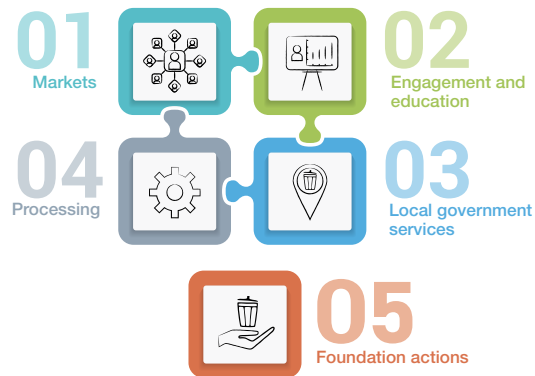 01
Markets
02
Engagement and
education
04
Processing
03
Local government
services
05
Foundation actions